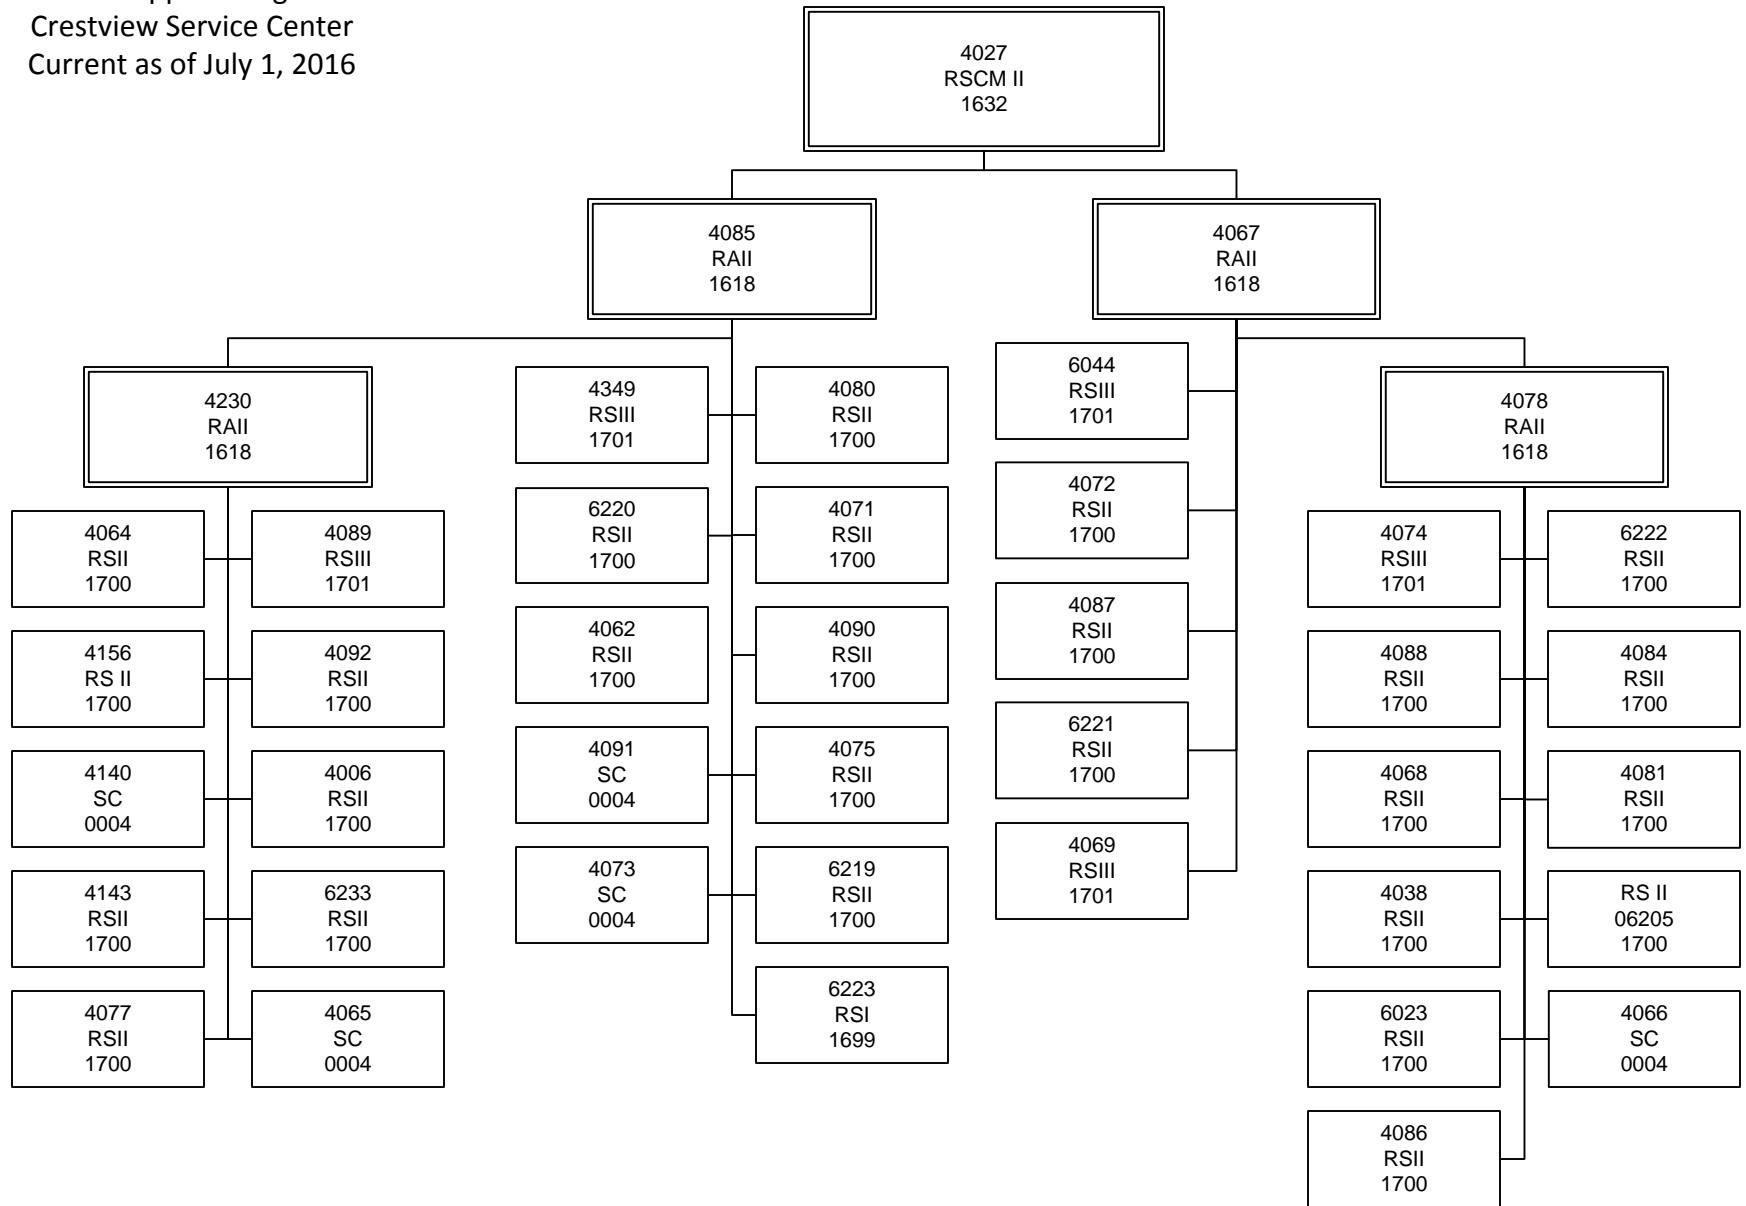 Crestview Service Center
Current as of July 1, 2016
4027
RSCM II
1632
4085
RAII
1618
4067
RAII
1618
4230
RAII
1618
4349
RSIII
1701
4080
RSII
1700
6044
RSIII
1701
4078
RAII
1618
4064
RSII
1700
4089
RSIII
1701
6220
RSII
1700
4071
RSII
1700
4072
RSII
1700
4074
RSIII
1701
6222
RSII
1700
4156
RS II
1700
4092
RSII
1700
4062
RSII
1700
4090
RSII
1700
4087
RSII
1700
4088
RSII
1700
4084
RSII
1700
4140
SC
0004
4006
RSII
1700
4091
SC
0004
4075
RSII
1700
6221
RSII
1700
4068
RSII
1700
4081
RSII
1700
4143
RSII
1700
6233
RSII
1700
4073
SC
0004
6219
RSII
1700
4069
RSIII
1701
4038
RSII
1700
RS II
06205
1700
4077
RSII
1700
4065
SC
0004
6223
RSI
1699
6023
RSII
1700
4066
SC
0004
4086
RSII
1700